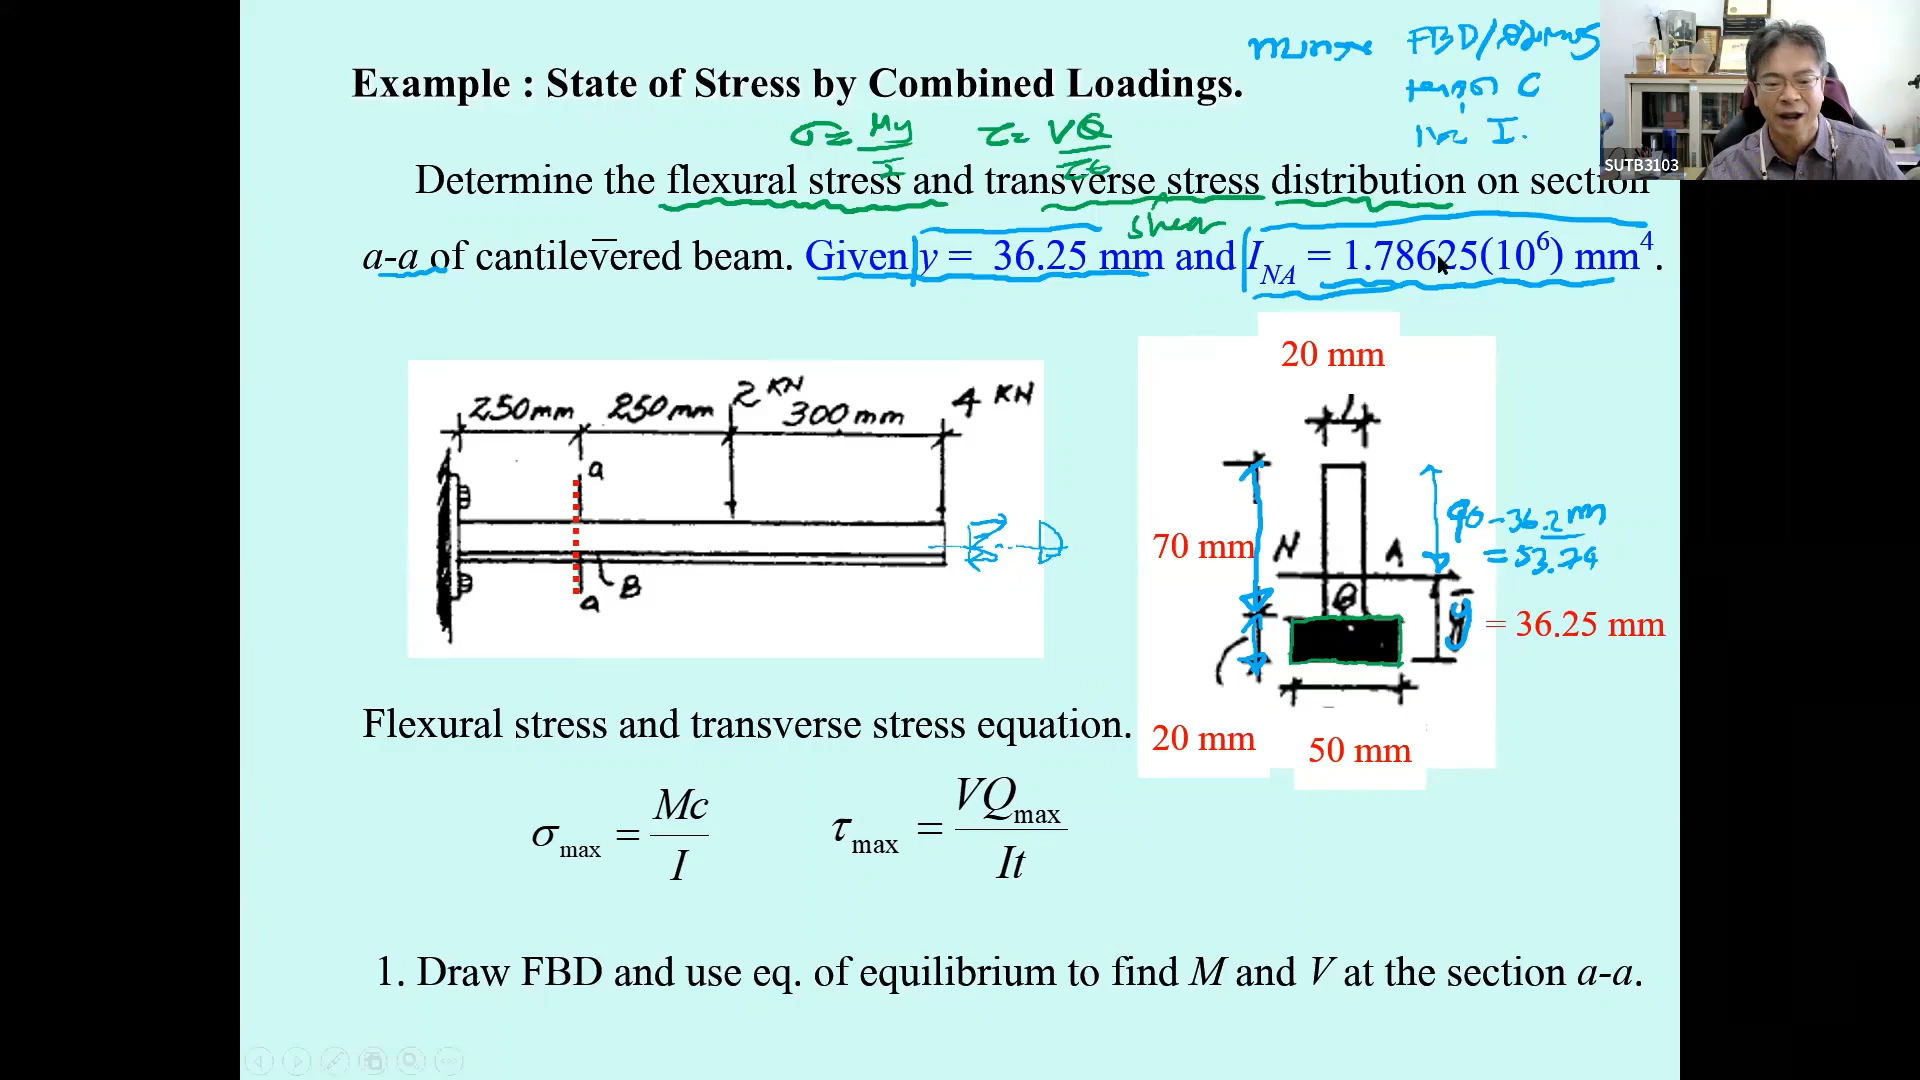 FBD/
Example : State of Stress by Combined Loadings.
C
I.
σ = My/I τ = VQ/Ib
SUTB3103
Determine the flexural stress and transverse stress distribution on section
shear
a-a of cantilevered beam. Given y = 36.25 mm and I_NA = 1.78625(10^6) mm^4.
20 mm
250mm 250mm 2 KN 300mm 4 KN
a
B
a
70 mm N A
90 - 36.2
= 53.74
B
y = 36.25 mm
Flexural stress and transverse stress equation.
20 mm 50 mm
σ_max = Mc/I τ_max = VQ_max/It
1. Draw FBD and use eq. of equilibrium to find M and V at the section a-a.